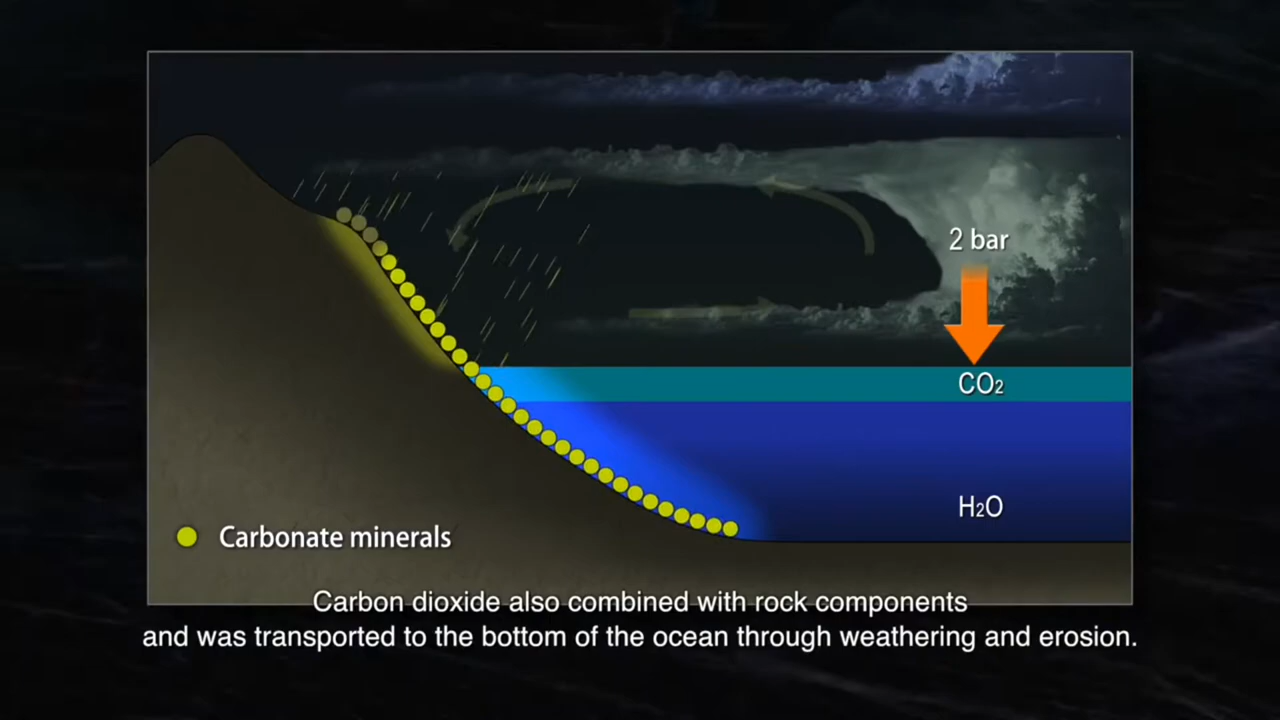 2 bar
CO₂
H₂O
Carbonate minerals
Carbon dioxide also combined with rock components
and was transported to the bottom of the ocean through weathering and erosion.